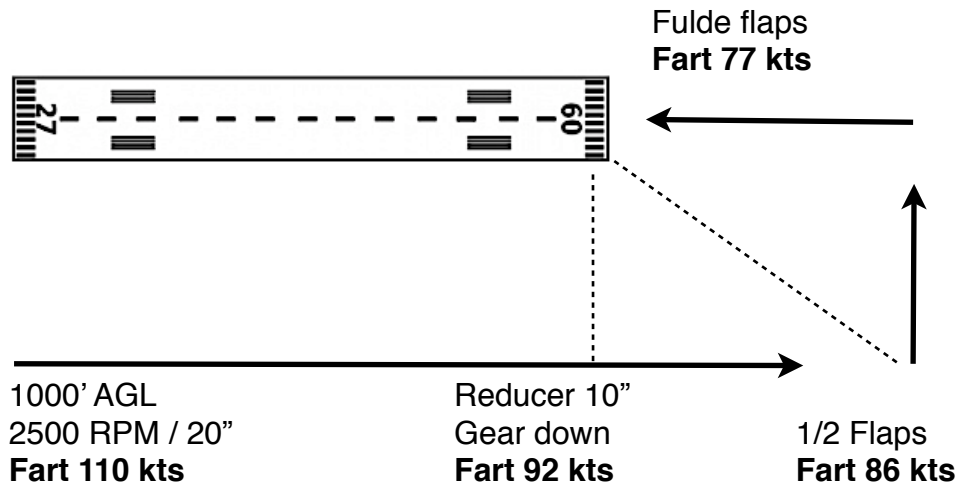 Fulde flaps
Fart 77 kts
27
09
1000’ AGL
2500 RPM / 20”
Fart 110 kts
Reducer 10”
Gear down
Fart 92 kts
1/2 Flaps
Fart 86 kts